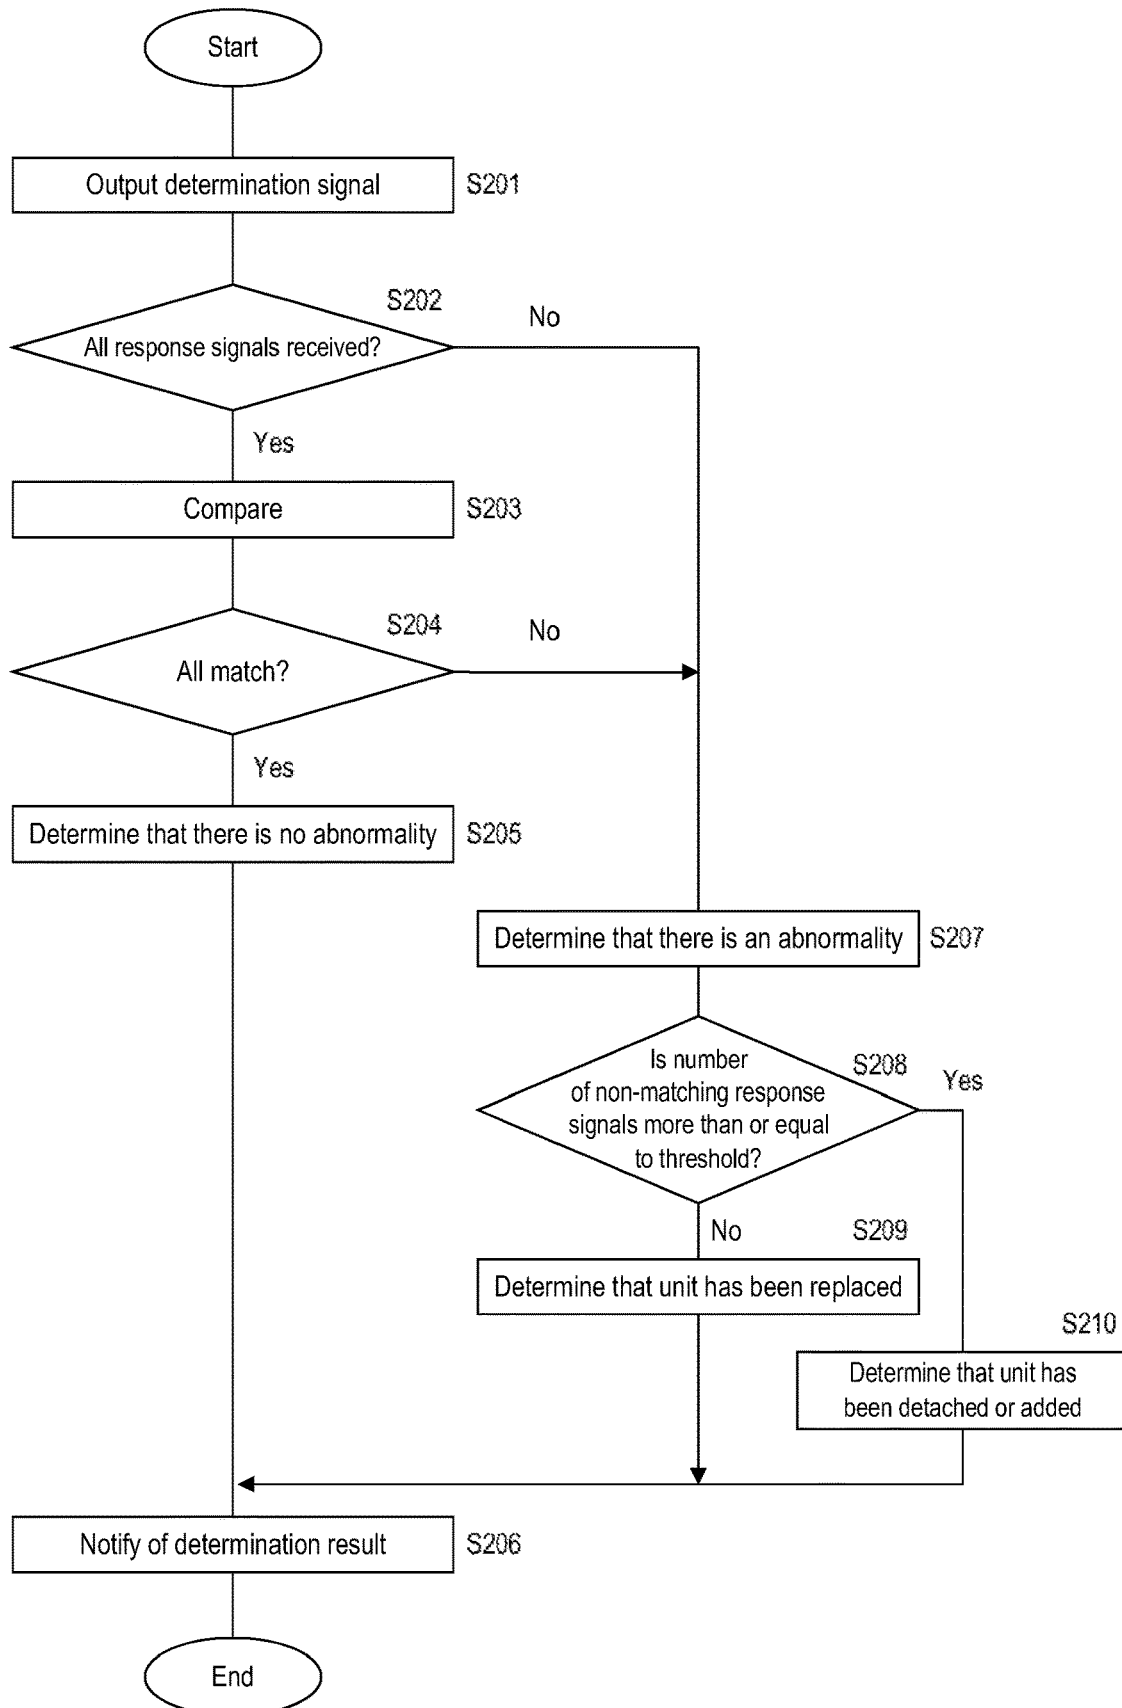 Start
Output determination signal
S201
S202
No
All response signals received?
Yes
Compare
S203
S204
No
All match?
Yes
Determine that there is no abnormality
S205
Determine that there is an abnormality
S207
Is number
of non-matching response
signals more than or equal
to threshold?
S208
Yes
No
S209
Determine that unit has been replaced
S210
Determine that unit has
been detached or added
Notify of determination result
S206
End